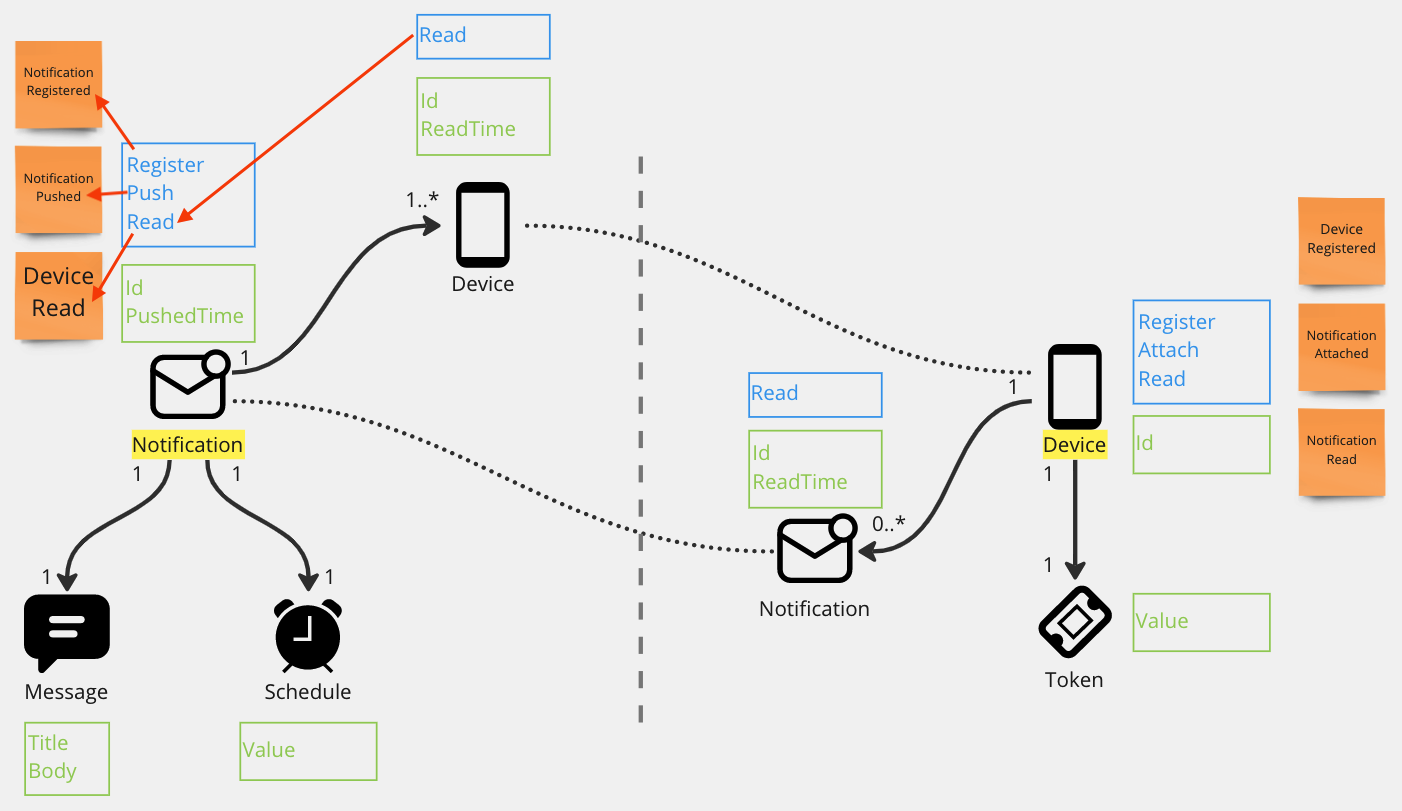 Read
Id
ReadTime
Notification
Registered
Notification
Pushed
Device
Read
Register
Push
Read
Id
PushedTime
1..*
Device
1
Notification
1
1
1
1
Message
Schedule
Title
Body
Value
Device
Registered
Notification
Attached
Notification
Read
Register
Attach
Read
Id
1
Device
Read
Id
ReadTime
0..*
Notification
1
1
Token
Value